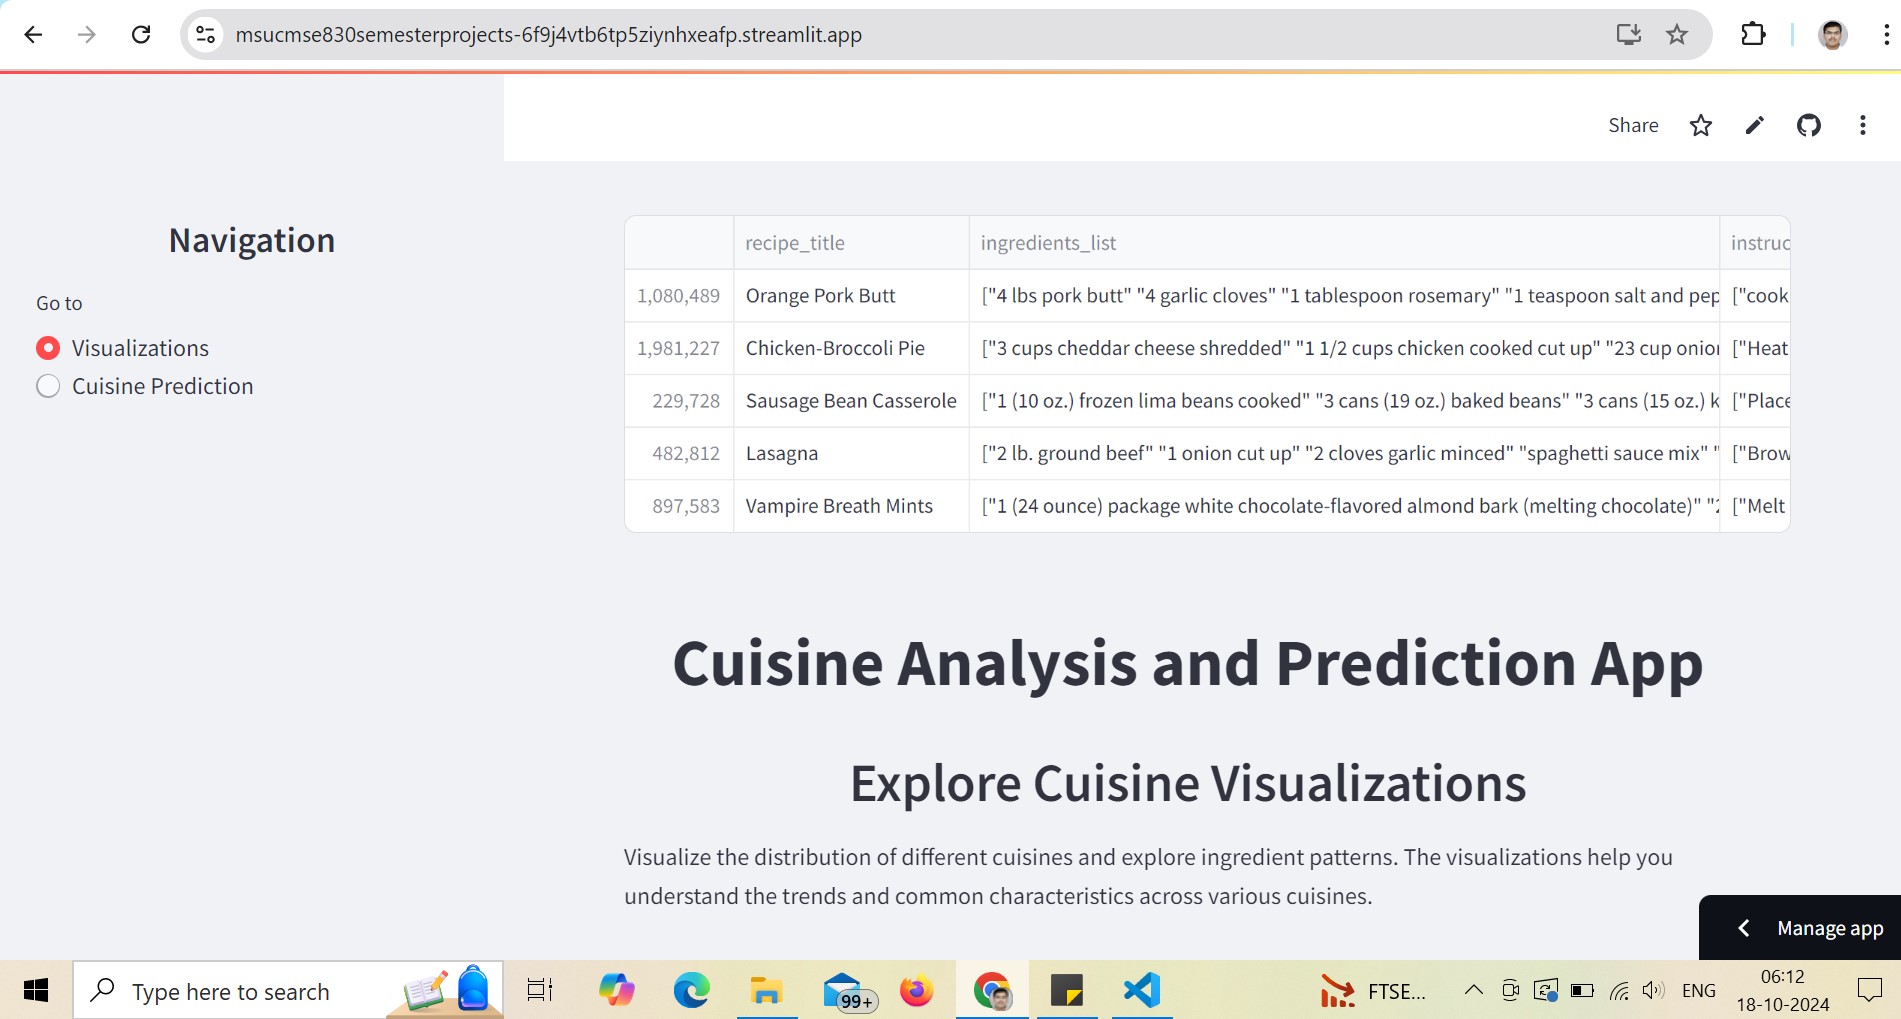 msucmse830semesterprojects-6f9j4vtb6tp5ziynhxeafp.streamlit.app
Share
Navigation
Go to
Visualizations
Cuisine Prediction
recipe_title ingredients_list instruc
1,080,489 Orange Pork Butt ["4 lbs pork butt" "4 garlic cloves" "1 tablespoon rosemary" "1 teaspoon salt and pep ["cook
1,981,227 Chicken-Broccoli Pie ["3 cups cheddar cheese shredded" "1 1/2 cups chicken cooked cut up" "23 cup onion ["Heat
229,728 Sausage Bean Casserole ["1 (10 oz.) frozen lima beans cooked" "3 cans (19 oz.) baked beans" "3 cans (15 oz.) k ["Place
482,812 Lasagna ["2 lb. ground beef" "1 onion cut up" "2 cloves garlic minced" "spaghetti sauce mix" " ["Brow
897,583 Vampire Breath Mints ["1 (24 ounce) package white chocolate-flavored almond bark (melting chocolate)" "2 ["Melt
Cuisine Analysis and Prediction App
Explore Cuisine Visualizations
Visualize the distribution of different cuisines and explore ingredient patterns. The visualizations help you
understand the trends and common characteristics across various cuisines.
Manage app
Type here to search
99+
FTSE...
ENG
06:12
18-10-2024